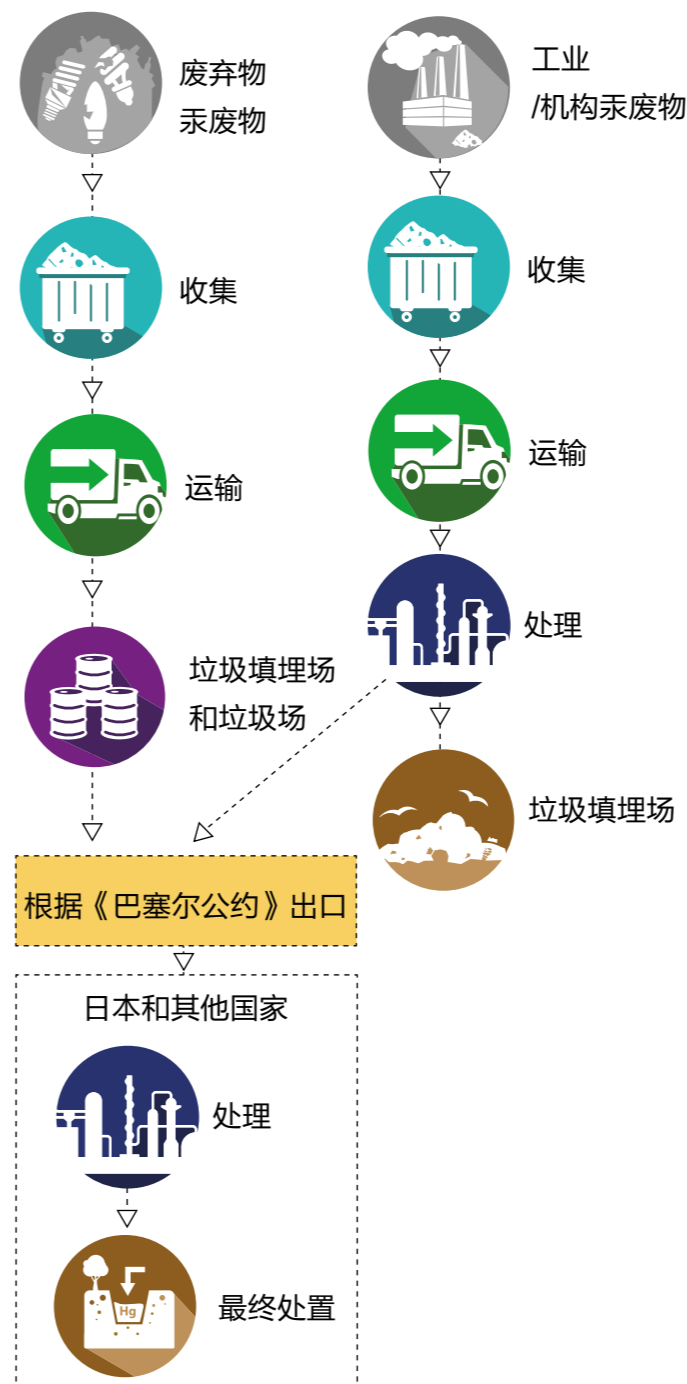 废弃物
汞废物
工业
/机构汞废物
收集
收集
运输
运输
垃圾填埋场
和垃圾场
处理
垃圾填埋场
根据《巴塞尔公约》出口
日本和其他国家
处理
Hg
最终处置